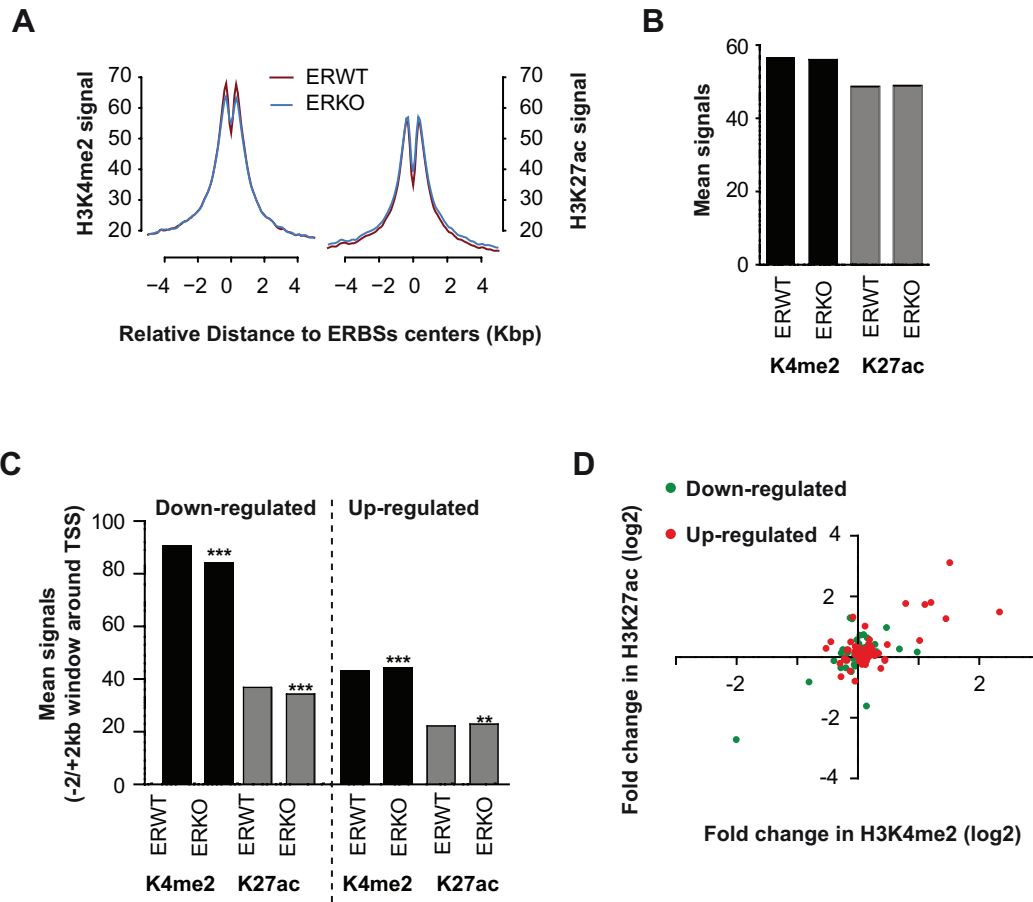 A
H3K4me2 signal
70
60
50
40
30
20
ERWT
ERKO
70
60
50
40
30
20
H3K27ac signal
−4 −2 0 2 4
−4 −2 0 2 4
Relative Distance to ERBSs centers (Kbp)
B
Mean signals
60
40
20
0
ERWT
ERKO
ERWT
ERKO
K4me2 K27ac
C
Mean signals
(-2/+2kb window around TSS)
100
80
60
40
20
0
Down-regulated
Up-regulated
***
***
***
**
ERWT
ERKO
ERWT
ERKO
ERWT
ERKO
ERWT
ERKO
K4me2 K27ac K4me2 K27ac
D
Down-regulated
Up-regulated
Fold change in H3K27ac (log2)
4
2
-2
-4
-2
2
Fold change in H3K4me2 (log2)